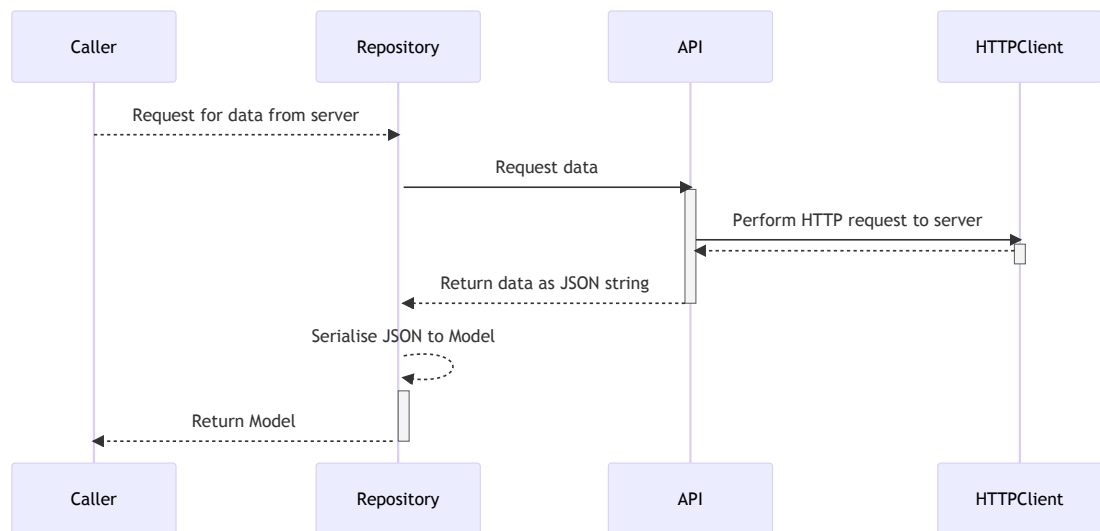 Caller
Repository
API
HTTPClient
Request for data from server
Request data
Perform HTTP request to server
Return data as JSON string
Serialise JSON to Model
Return Model
Caller
Repository
API
HTTPClient